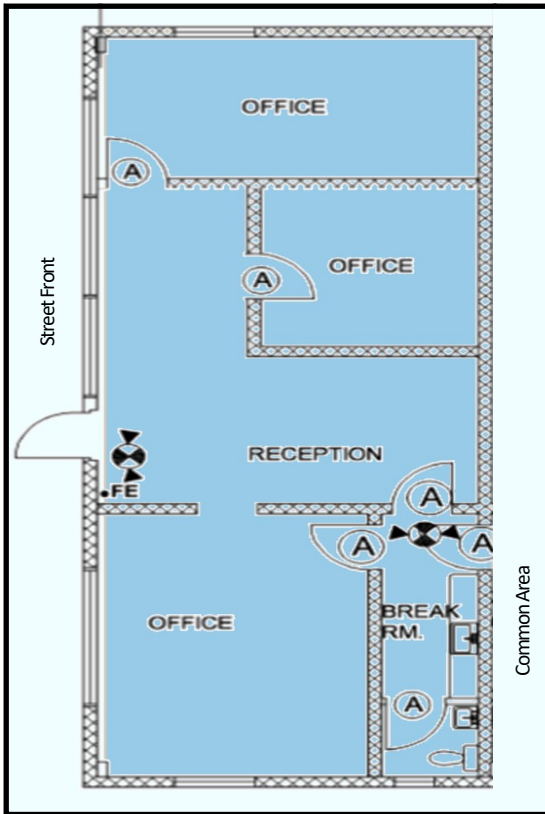 OFFICE
A
OFFICE
A
Street Front
RECEPTION
FE
A
A
A
OFFICE
BREAK
RM.
A
Common Area